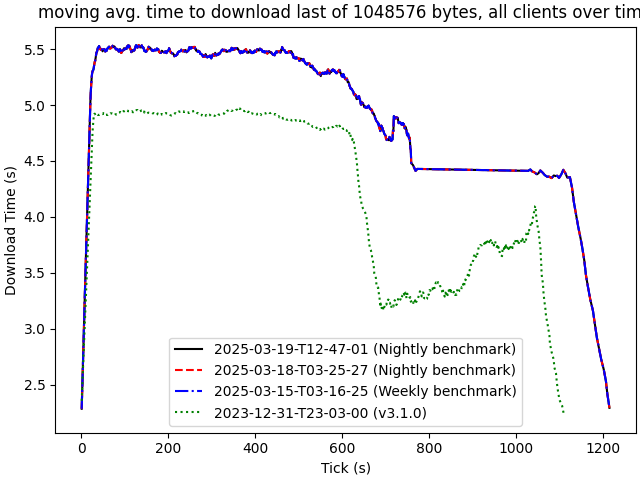 moving avg. time to download last of 1048576 bytes, all clients over tim
5.5
5.0
4.5
4.0
3.5
3.0
2.5
Download Time (s)
2025-03-19-T12-47-01 (Nightly benchmark)
2025-03-18-T03-25-27 (Nightly benchmark)
2025-03-15-T03-16-25 (Weekly benchmark)
2023-12-31-T23-03-00 (v3.1.0)
0 200 400 600 800 1000 1200
Tick (s)